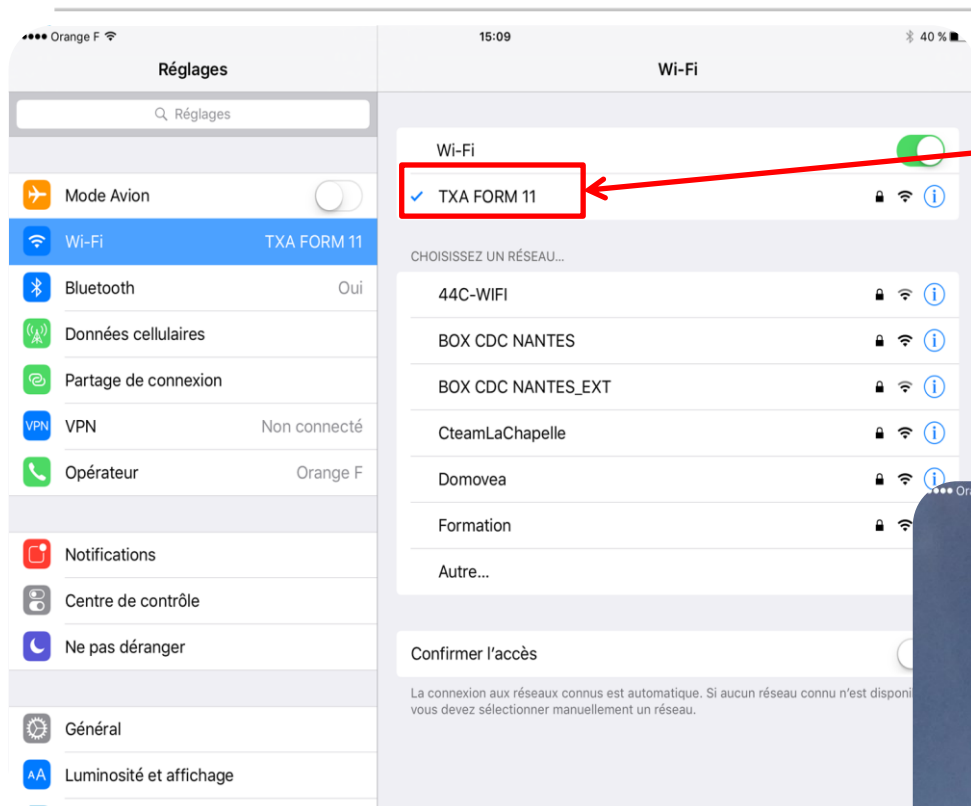 Orange F
15:09
40 %
Réglages
Wi-Fi
Réglages
Mode Avion
Wi-Fi TXA FORM 11
Bluetooth Oui
Données cellulaires
Partage de connexion
VPN VPN Non connecté
Opérateur Orange F
Notifications
Centre de contrôle
Ne pas déranger
Général
AA Luminosité et affichage
Wi-Fi
TXA FORM 11
CHOISISSEZ UN RÉSEAU...
44C-WIFI
BOX CDC NANTES
BOX CDC NANTES_EXT
CteamLaChapelle
Domovea
Formation
Autre...
Confirmer l'accès
La connexion aux réseaux connus est automatique. Si aucun réseau connu n'est
vous devez sélectionner manuellement un réseau.